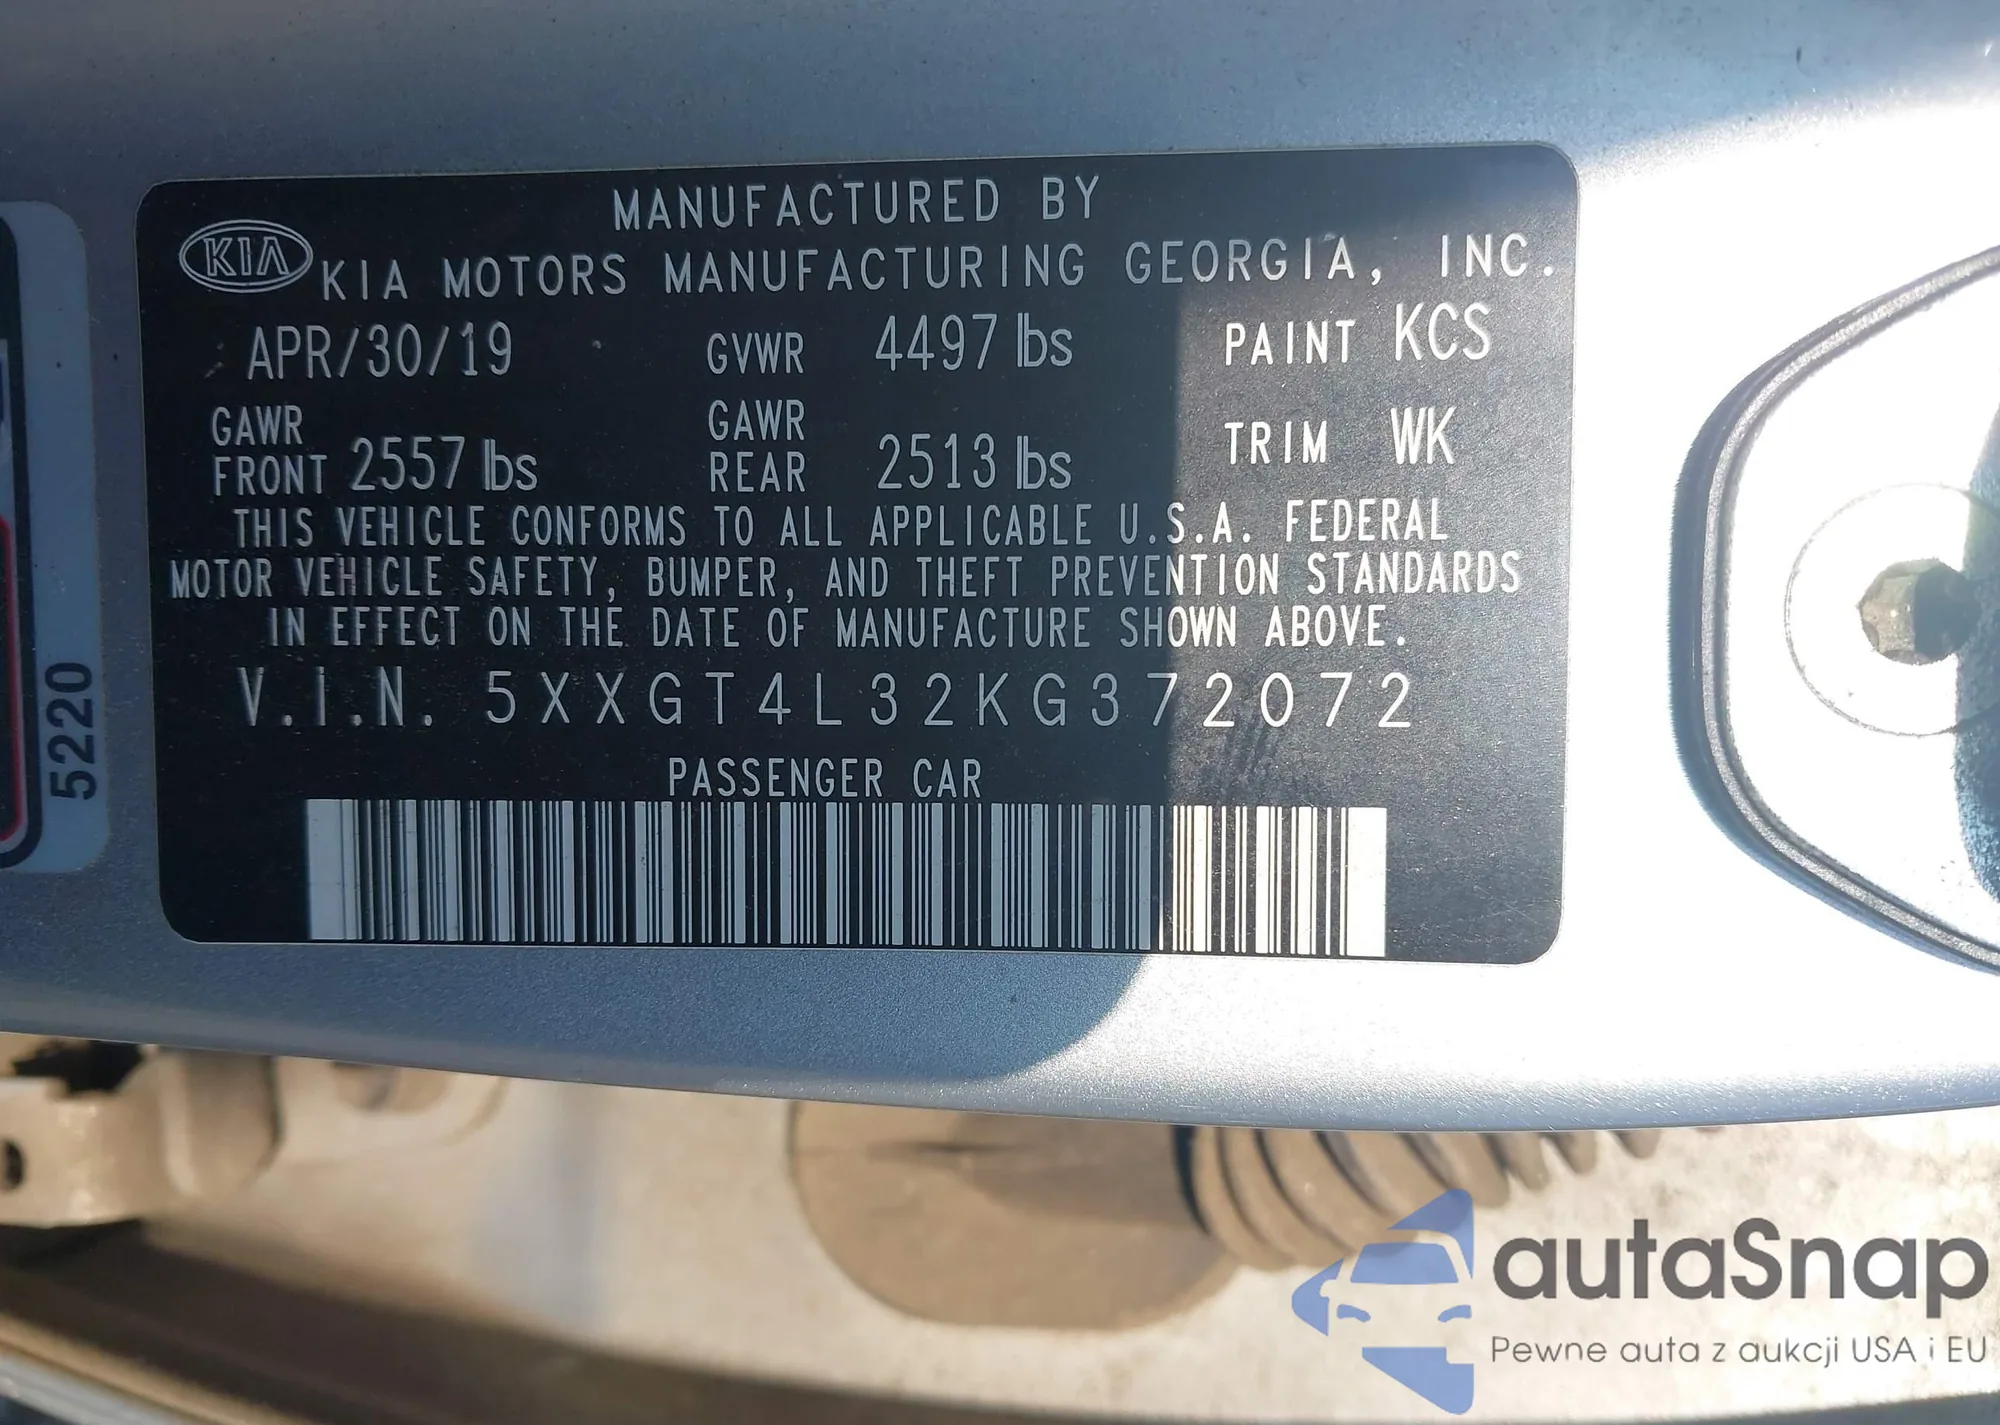 MANUFACTURED BY
KIA KIA MOTORS MANUFACTURING GEORGIA, INC.
APR/30/19 GVWR 4497 lbs PAINT KCS
GAWR FRONT 2557 lbs GAWR REAR 2513 lbs TRIM WK
THIS VEHICLE CONFORMS TO ALL APPLICABLE U.S.A. FEDERAL
MOTOR VEHICLE SAFETY, BUMPER, AND THEFT PREVENTION STANDARDS
IN EFFECT ON THE DATE OF MANUFACTURE SHOWN ABOVE.
V.I.N. 5XXGT4L32KG372072
PASSENGER CAR
5220
autaSnap
Pewne auta z aukcji USA i EU